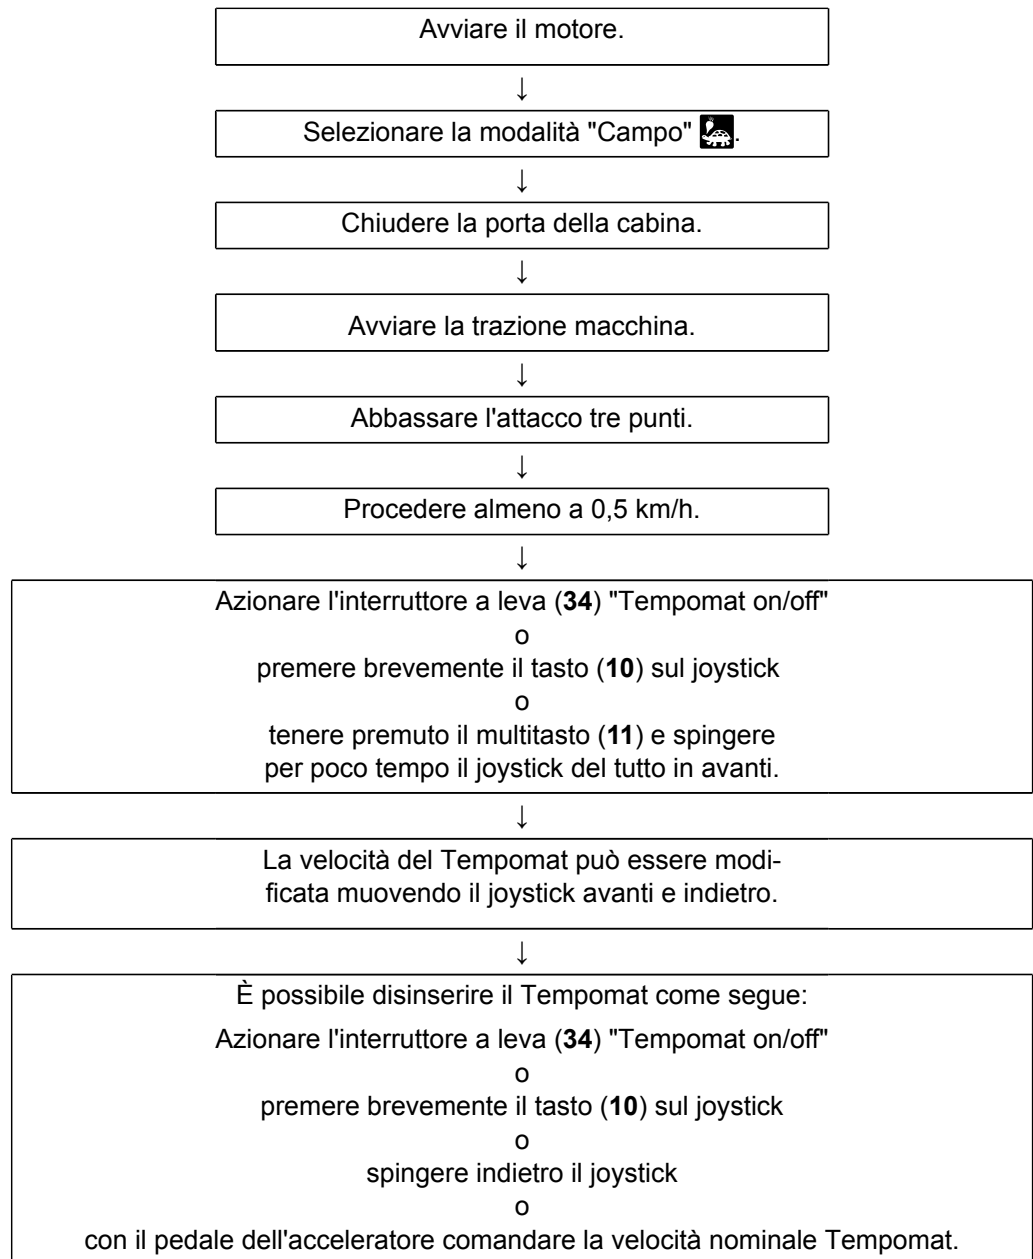 Avviare il motore.
↓
Selezionare la modalità "Campo" .
↓
Chiudere la porta della cabina.
↓
Avviare la trazione macchina.
↓
Abbassare l'attacco tre punti.
↓
Procedere almeno a 0,5 km/h.
↓
Azionare l'interruttore a leva (34) "Tempomat on/off"
o
premere brevemente il tasto (10) sul joystick
o
tenere premuto il multitasto (11) e spingere
per poco tempo il joystick del tutto in avanti.
↓
La velocità del Tempomat può essere modi-
ficata muovendo il joystick avanti e indietro.
↓
È possibile disinserire il Tempomat come segue:
Azionare l'interruttore a leva (34) "Tempomat on/off"
o
premere brevemente il tasto (10) sul joystick
o
spingere indietro il joystick
o
con il pedale dell'acceleratore comandare la velocità nominale Tempomat.